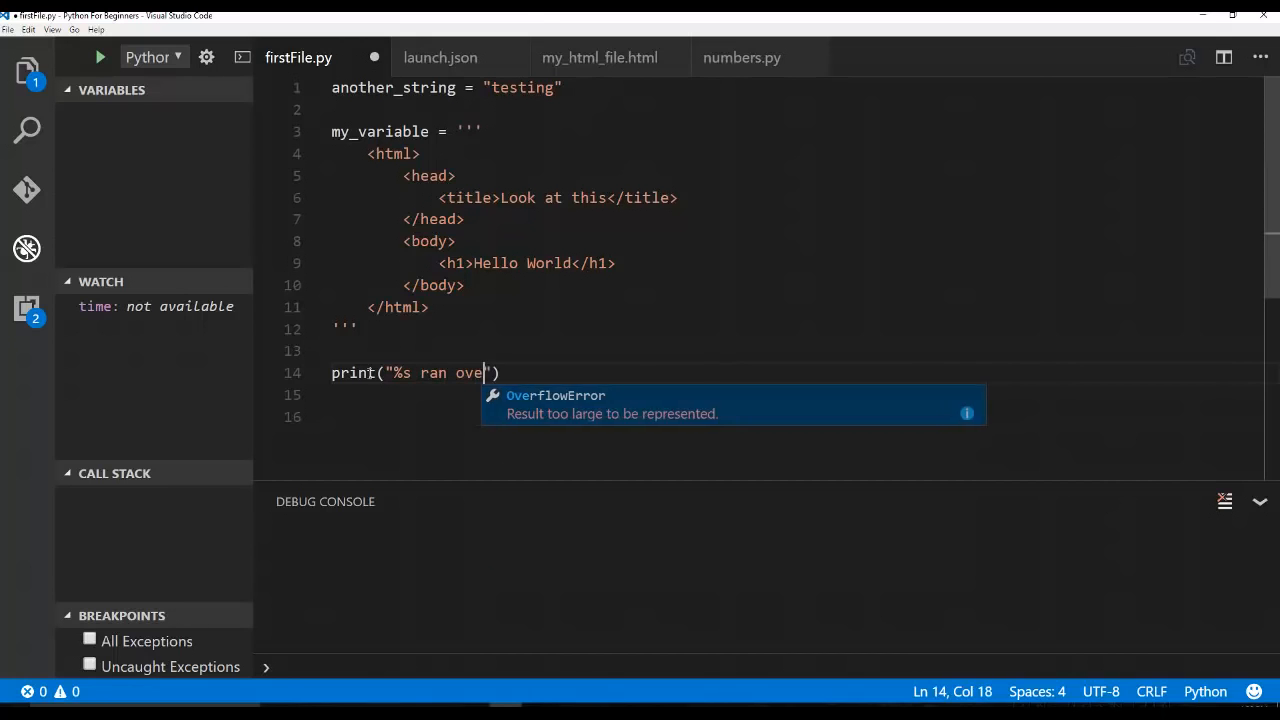 ● firstFile.py - Python For Beginners - Visual Studio Code
File Edit View Go Help
Python firstFile.py launch.json my_html_file.html numbers.py
1
VARIABLES
1 another_string = "testing"
2
3 my_variable = '''
4 <html>
5 <head>
6 <title>Look at this</title>
7 </head>
8 <body>
9 <h1>Hello World</h1>
10 </body>
11 </html>
12 '''
13
14 print("%s ran ove")
15
16
OverflowError
Result too large to be represented.
WATCH
time: not available
2
CALL STACK
BREAKPOINTS
All Exceptions
Uncaught Exceptions
DEBUG CONSOLE
0 0
Ln 14, Col 18 Spaces: 4 UTF-8 CRLF Python